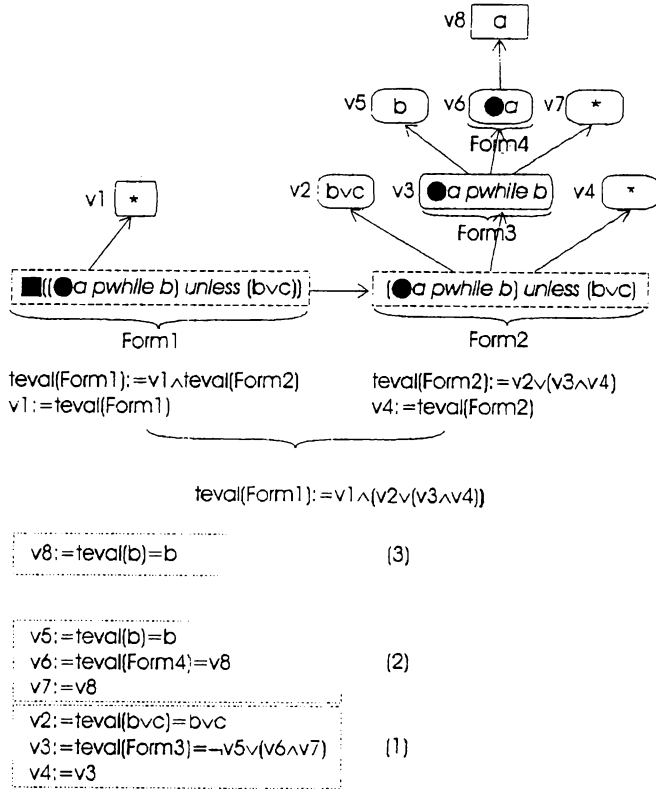 v8 a
v5 b v6 ●a v7 *
Form4
v1 * v2 b∨c v3 ●a pwhile b v4 *
Form3
■((●a pwhile b) unless (b∨c)) (●a pwhile b) unless (b∨c)
Form1 Form2
teval(Form1):=v1∧teval(Form2) teval(Form2):=v2∨(v3∧v4)
v1:=teval(Form1) v4:=teval(Form2)
teval(Form1):=v1∧(v2∨(v3∧v4))
v8:=teval(b)=b (3)
v5:=teval(b)=b
v6:=teval(Form4)=v8 (2)
v7:=v8
v2:=teval(b∨c)=b∨c
v3:=teval(Form3)=¬v5∨(v6∧v7) (1)
v4:=v3